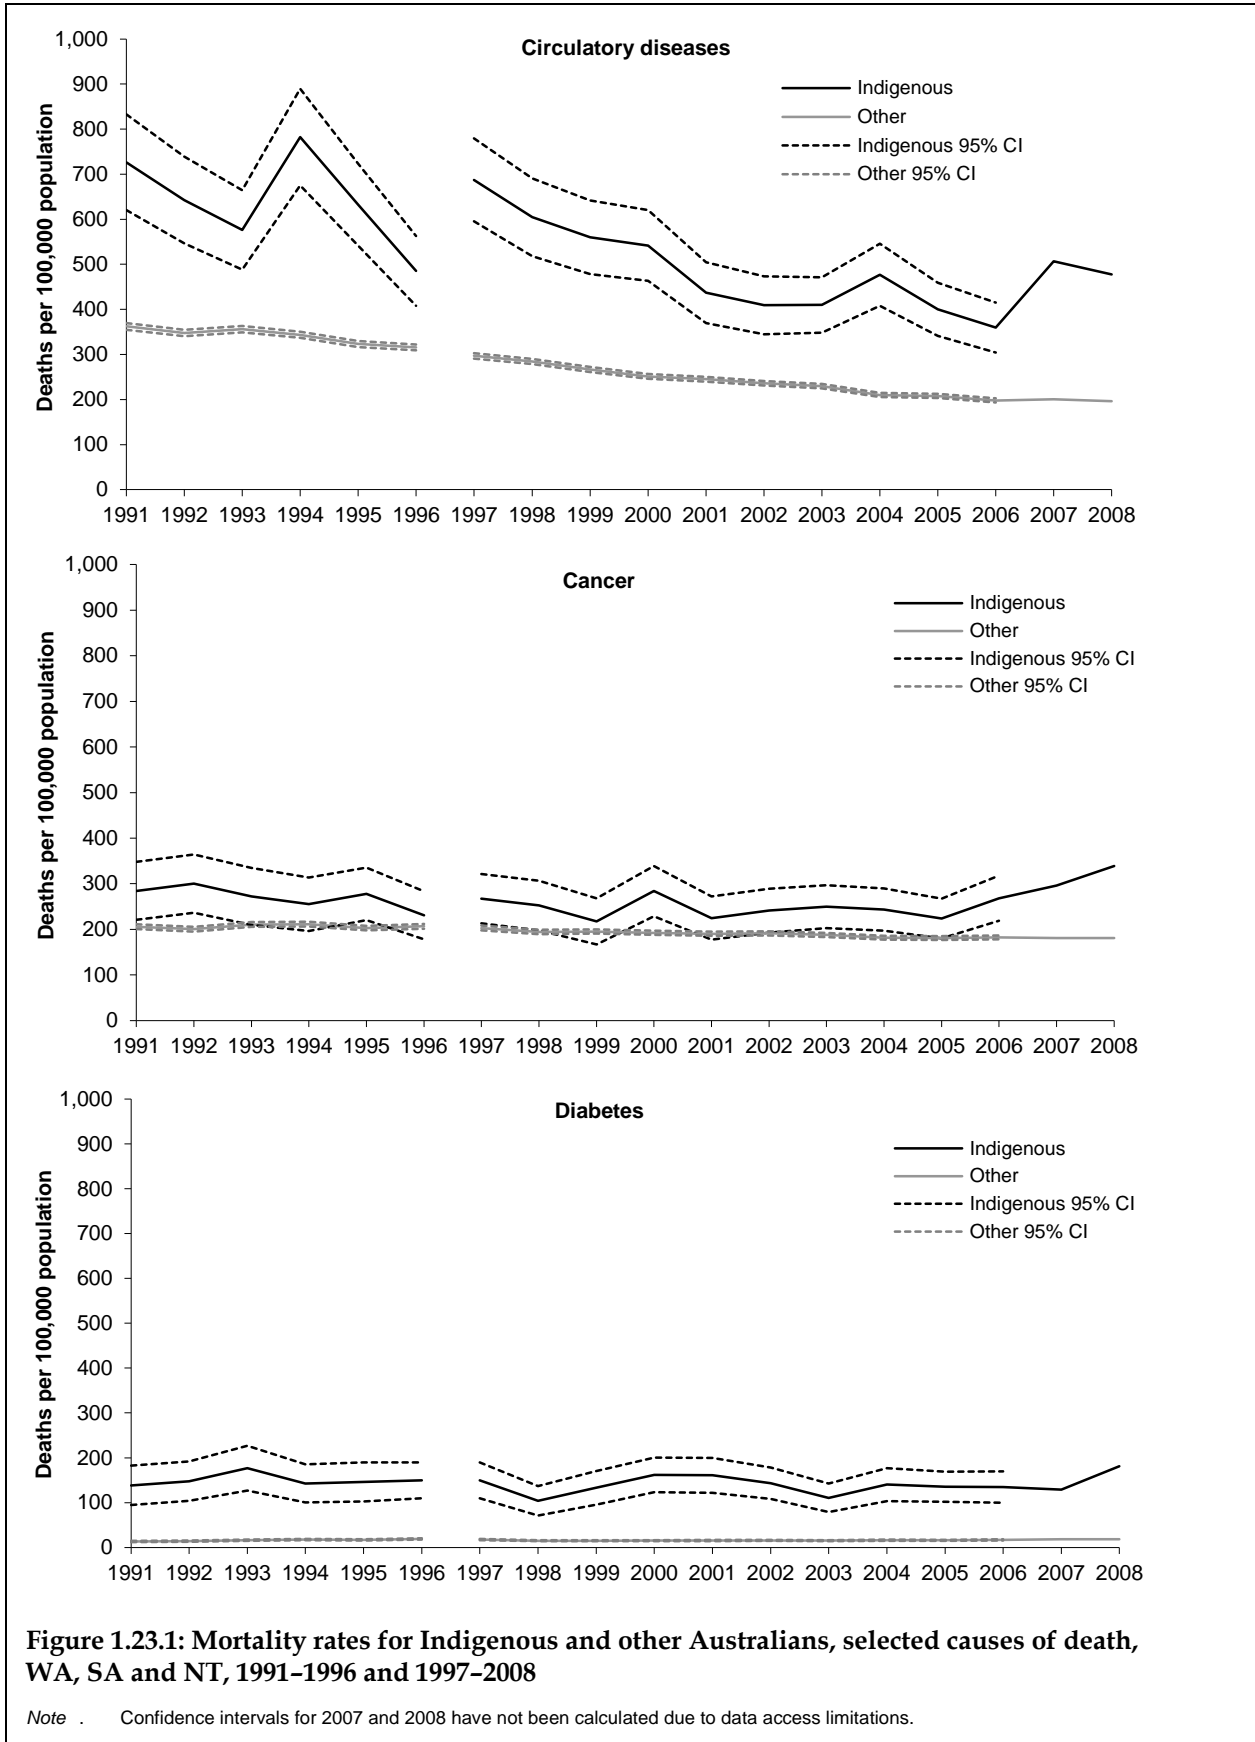 Circulatory diseases
Deaths per 100,000 population
1,000
900
800
700
600
500
400
300
200
100
0
Indigenous
Other
Indigenous 95% CI
Other 95% CI
1991 1992 1993 1994 1995 1996 1997 1998 1999 2000 2001 2002 2003 2004 2005 2006 2007 2008
Cancer
Deaths per 100,000 population
1,000
900
800
700
600
500
400
300
200
100
0
Indigenous
Other
Indigenous 95% CI
Other 95% CI
1991 1992 1993 1994 1995 1996 1997 1998 1999 2000 2001 2002 2003 2004 2005 2006 2007 2008
Diabetes
Deaths per 100,000 population
1,000
900
800
700
600
500
400
300
200
100
0
Indigenous
Other
Indigenous 95% CI
Other 95% CI
1991 1992 1993 1994 1995 1996 1997 1998 1999 2000 2001 2002 2003 2004 2005 2006 2007 2008
Figure 1.23.1: Mortality rates for Indigenous and other Australians, selected causes of death,
WA, SA and NT, 1991–1996 and 1997–2008
Note . Confidence intervals for 2007 and 2008 have not been calculated due to data access limitations.